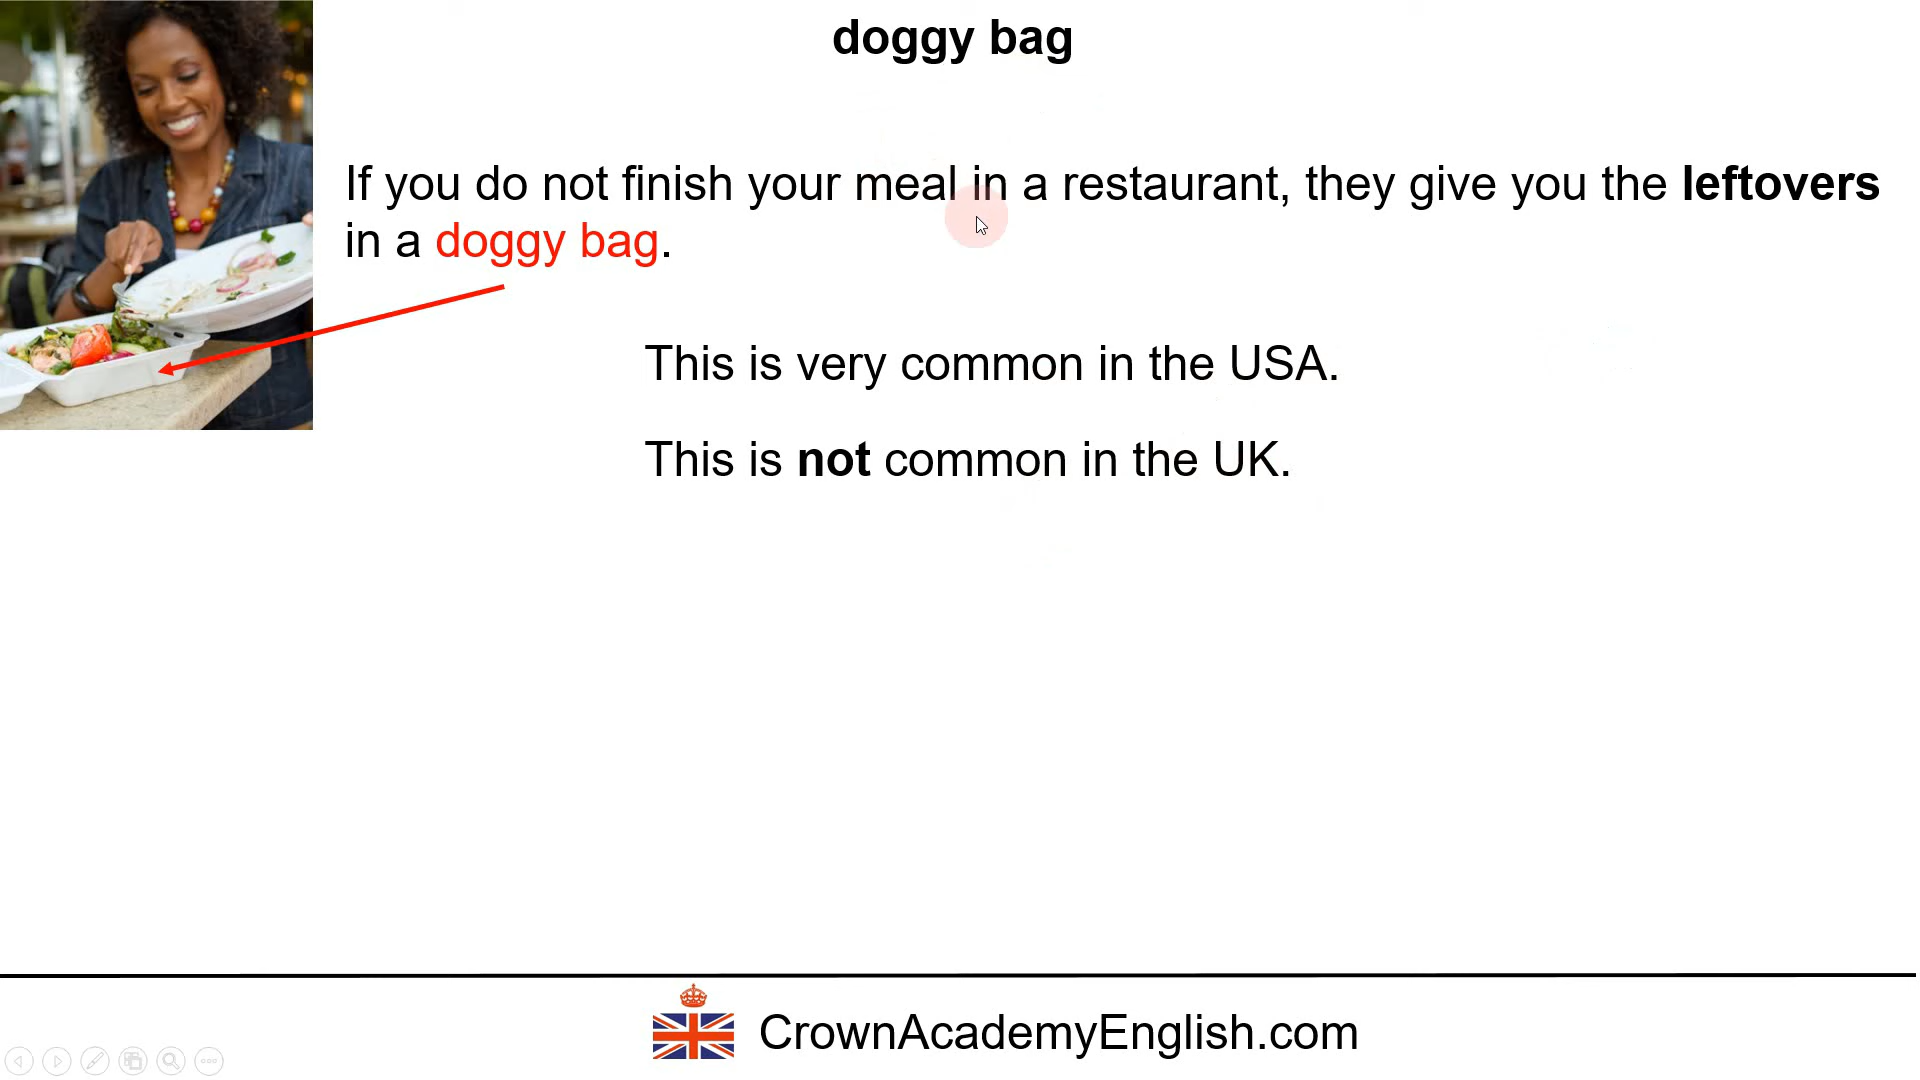 doggy bag
If you do not finish your meal in a restaurant, they give you the leftovers
in a doggy bag.
This is very common in the USA.
This is not common in the UK.
CrownAcademyEnglish.com